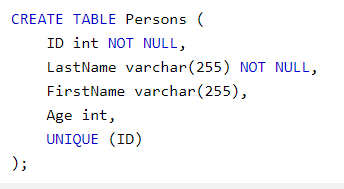 CREATE TABLE Persons (
    ID int NOT NULL,
    LastName varchar(255) NOT NULL,
    FirstName varchar(255),
    Age int,
    UNIQUE (ID)
);